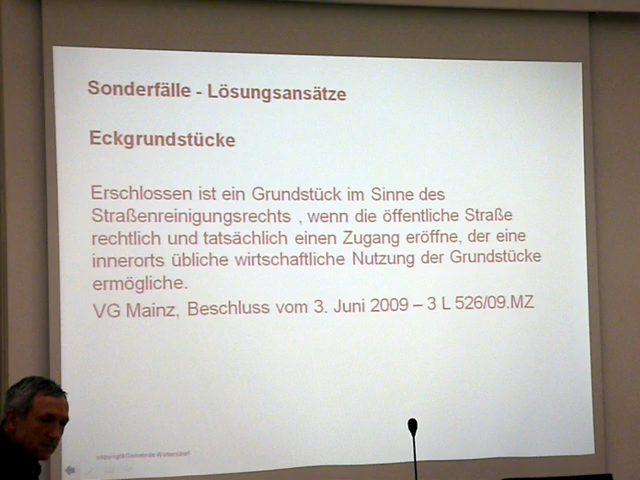 Sonderfälle - Lösungsansätze
Eckgrundstücke
Erschlossen ist ein Grundstück im Sinne des
Straßenreinigungsrechts , wenn die öffentliche Straße
rechtlich und tatsächlich einen Zugang eröffne, der eine
innerorts übliche wirtschaftliche Nutzung der Grundstücke
ermögliche.
VG Mainz, Beschluss vom 3. Juni 2009 – 3 L 526/09.MZ
copyright Gemeinde